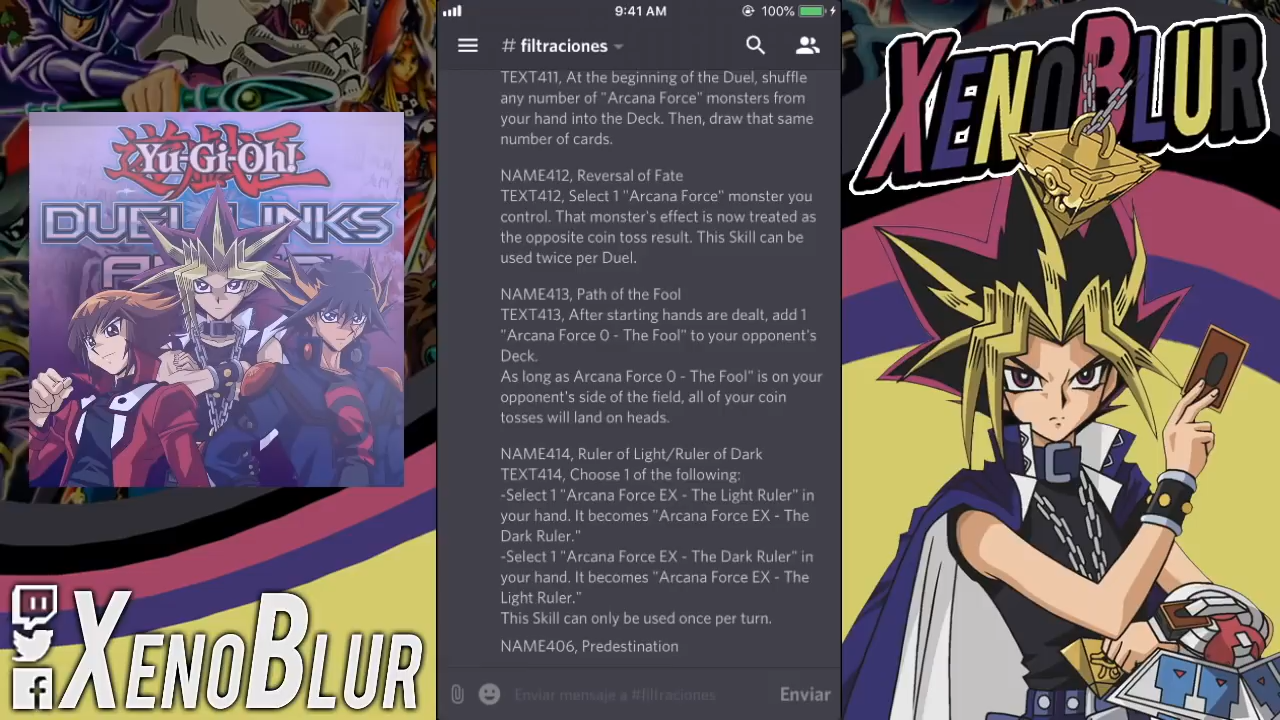 9:41 AM
100%
# filtraciones
TEXT411, At the beginning of the Duel, shuffle
any number of "Arcana Force" monsters from
your hand into the Deck. Then, draw that same
number of cards.
NAME412, Reversal of Fate
TEXT412, Select 1 "Arcana Force" monster you
control. That monster's effect is now treated as
the opposite coin toss result. This Skill can be
used twice per Duel.
NAME413, Path of the Fool
TEXT413, After starting hands are dealt, add 1
"Arcana Force 0 - The Fool" to your opponent's
Deck.
As long as Arcana Force 0 - The Fool" is on your
opponent's side of the field, all of your coin
tosses will land on heads.
NAME414, Ruler of Light/Ruler of Dark
TEXT414, Choose 1 of the following:
-Select 1 "Arcana Force EX - The Light Ruler" in
your hand. It becomes "Arcana Force EX - The
Dark Ruler."
-Select 1 "Arcana Force EX - The Dark Ruler" in
your hand. It becomes "Arcana Force EX - The
Light Ruler."
This Skill can only be used once per turn.
NAME406, Predestination
Enviar mensaje a #filtraciones
Enviar
遊戯王
Yu-Gi-Oh!
DUEL LINKS
XENOBLUR
XENOBLUR